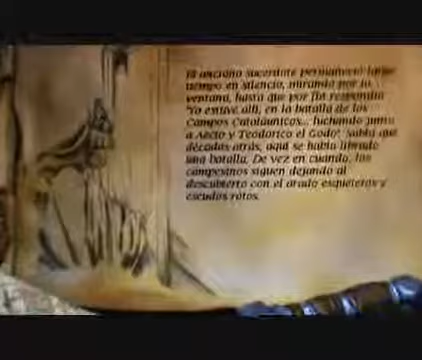 El anciano sacerdote permaneció largo
tiempo en silencio, mirando por la
ventana, hasta que por fin respondió
"Yo estuve allí, en la batalla de los
Campos Cataláunicos... luchando junto
a Aecio y Teodorico el Godo". Sabía que
décadas atrás, aquí se había librado
una batalla. De vez en cuando, los
campesinos siguen dejando al
descubierto con el arado esqueletos y
escudos rotos.